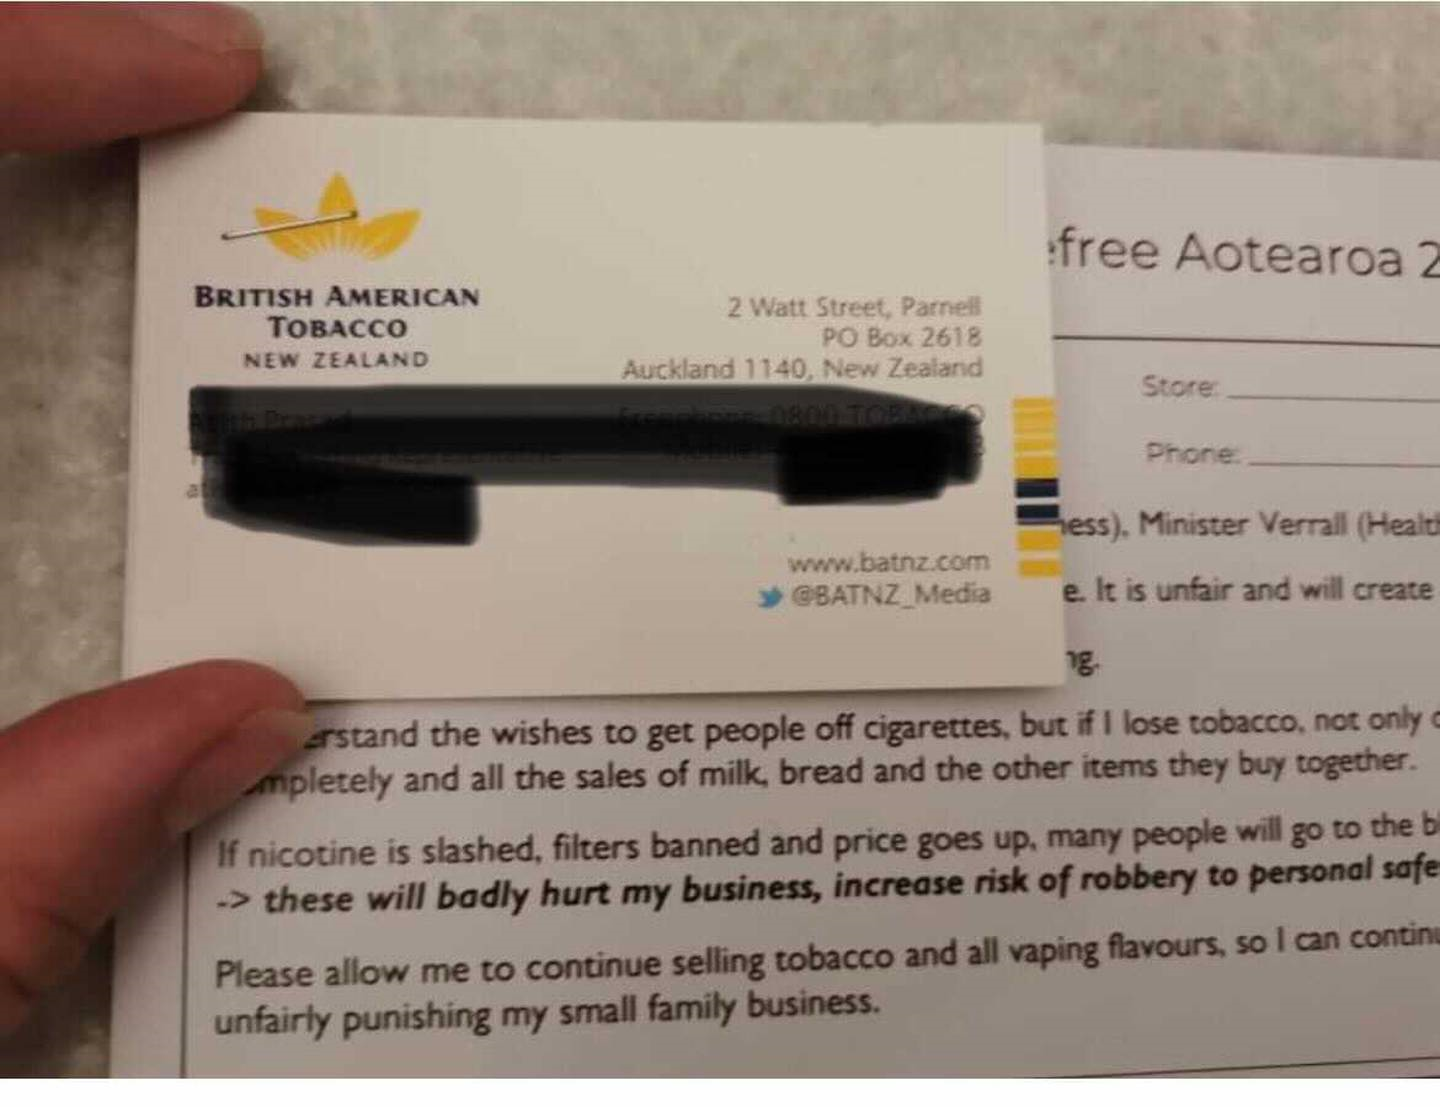 BRITISH AMERICAN
TOBACCO
NEW ZEALAND
2 Watt Street, Parnell
PO Box 2618
Auckland 1140, New Zealand
www.batnz.com
@BATNZ_Media
free Aotearoa 2
Store:
Phone:
ness), Minister Verrall (Health
e. It is unfair and will create
ng.
erstand the wishes to get people off cigarettes, but if I lose tobacco, not only
mpletely and all the sales of milk, bread and the other items they buy together.
If nicotine is slashed, filters banned and price goes up, many people will go to the bl
-> these will badly hurt my business, increase risk of robbery to personal safe
Please allow me to continue selling tobacco and all vaping flavours, so I can continu
unfairly punishing my small family business.